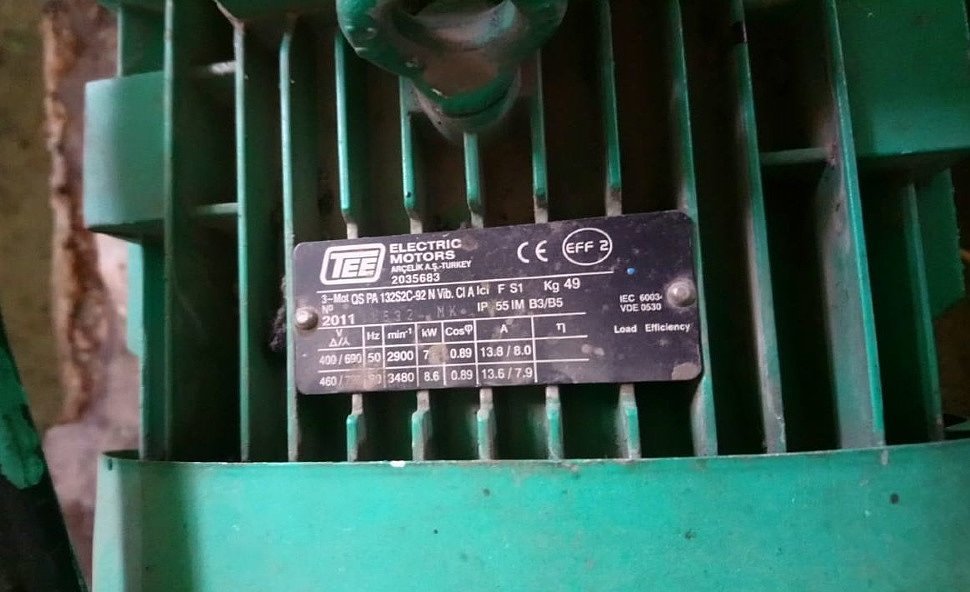 TEE
ELECTRIC
MOTORS
ARÇELİK A.Ş.-TURKEY
2035683
CE
EFF 2
3~Mot QS PA 132S2C-92 N Vib. Cl A Icl F S1 Kg 49
Nº
2011 IP 55 IM B3/B5
IEC 6003
VDE 0530
V Δ/⅄ Hz min⁻¹ kW Cosφ A η Load Efficiency
400 / 690 50 2900 0.89 13.8 / 8.0
460 / 3480 8.6 0.89 13.6 / 7.9